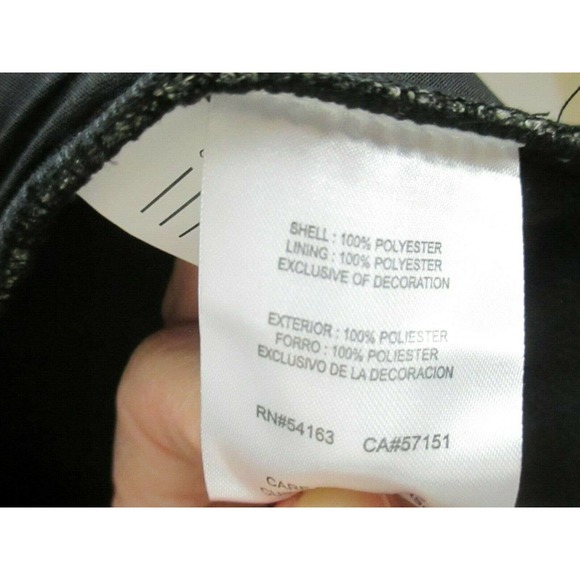 SHELL : 100% POLYESTER
LINING : 100% POLYESTER
EXCLUSIVE OF DECORATION
EXTERIOR : 100% POLIESTER
FORRO : 100% POLIESTER
EXCLUSIVO DE LA DECORACION
RN#54163 CA#57151
CARE